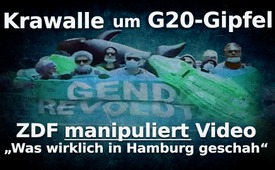 Krawalle um G20-Gipfel
GEND
REVOLUT
ZDF manipuliert Video
„Was wirklich in Hamburg geschah“